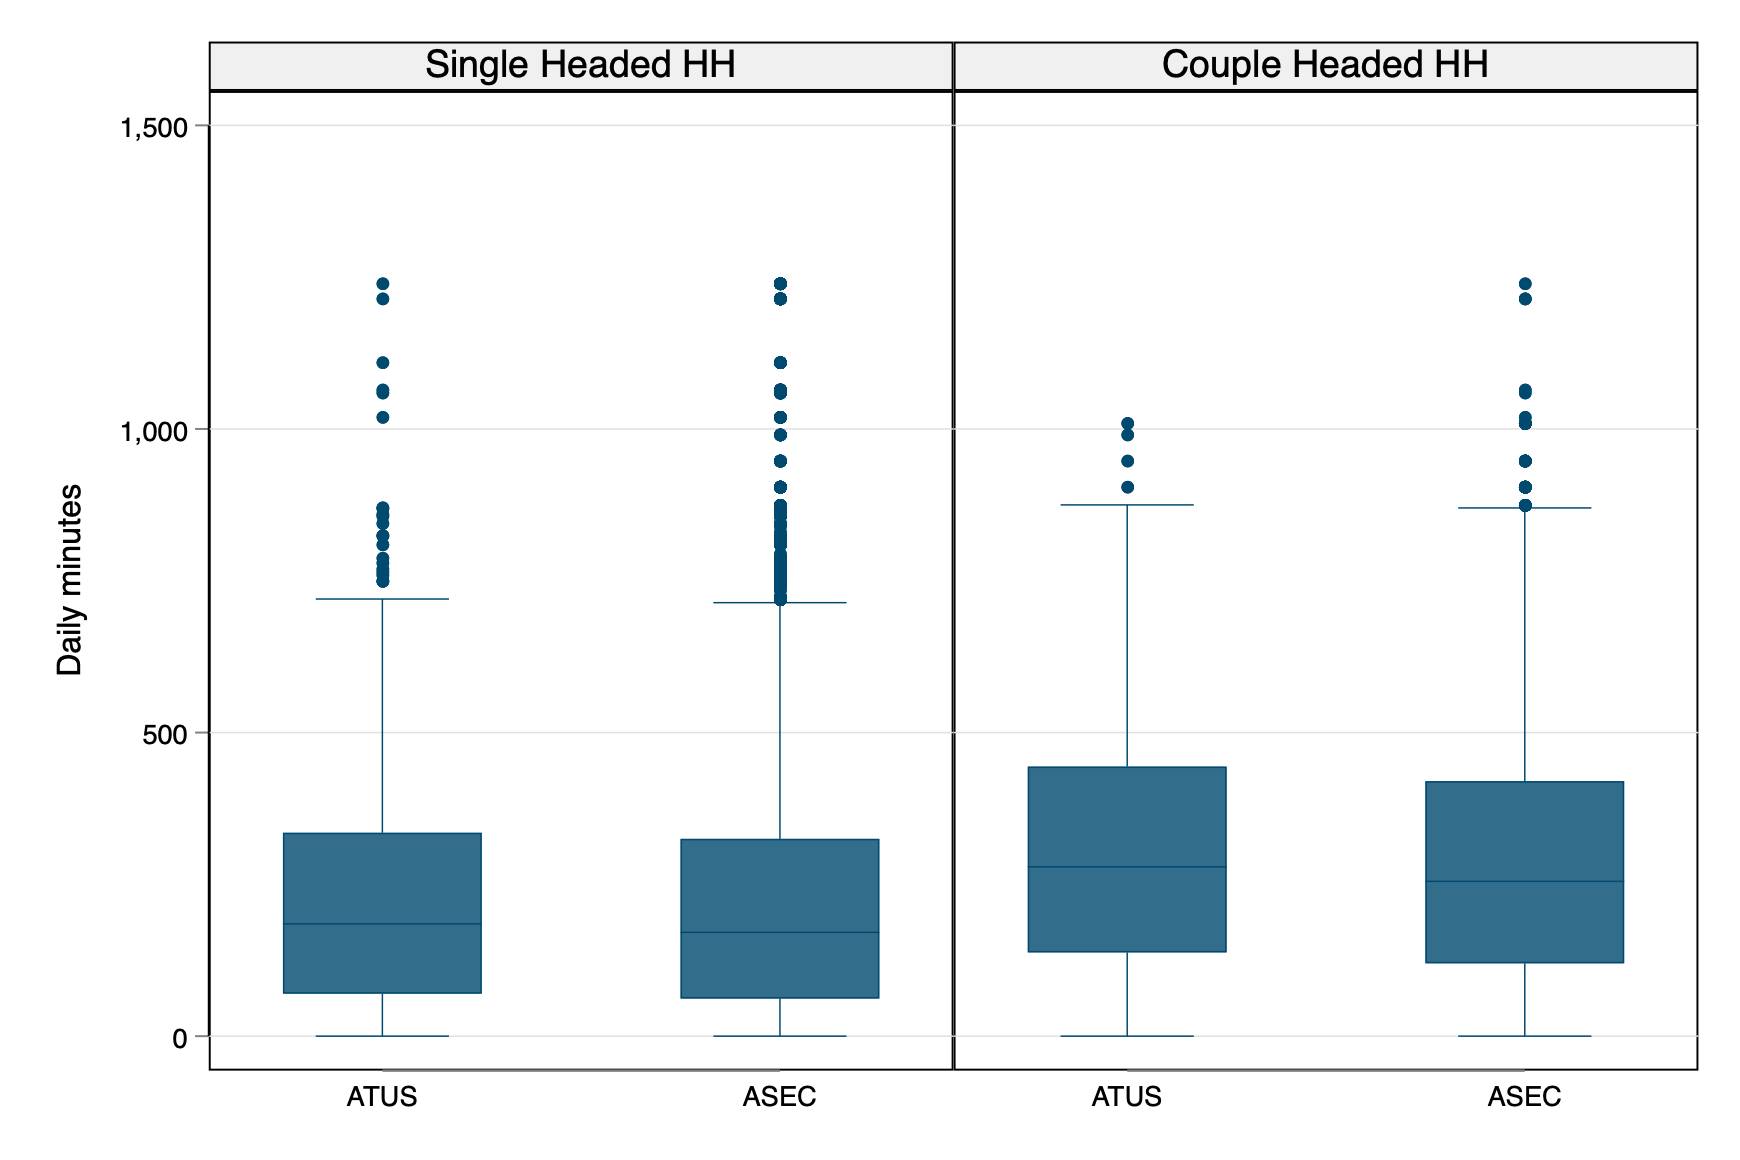 Single Headed HH
Couple Headed HH
1,500
1,000
500
0
Daily minutes
ATUS
ASEC
ATUS
ASEC